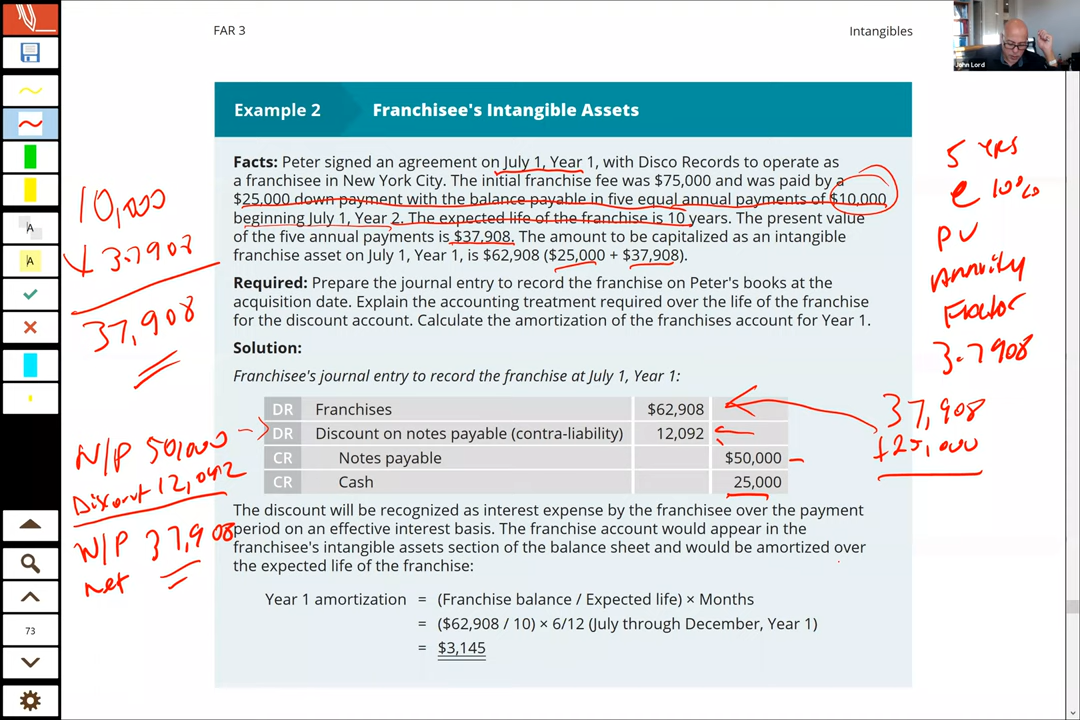 FAR 3
Intangibles
John Lord
Example 2 Franchisee's Intangible Assets
Facts: Peter signed an agreement on July 1, Year 1, with Disco Records to operate as
a franchisee in New York City. The initial franchise fee was $75,000 and was paid by a
$25,000 down payment with the balance payable in five equal annual payments of $10,000
beginning July 1, Year 2. The expected life of the franchise is 10 years. The present value
of the five annual payments is $37,908. The amount to be capitalized as an intangible
franchise asset on July 1, Year 1, is $62,908 ($25,000 + $37,908).
Required: Prepare the journal entry to record the franchise on Peter's books at the
acquisition date. Explain the accounting treatment required over the life of the franchise
for the discount account. Calculate the amortization of the franchises account for Year 1.
Solution:
Franchisee's journal entry to record the franchise at July 1, Year 1:
DR Franchises $62,908
DR Discount on notes payable (contra-liability) 12,092
CR Notes payable $50,000
CR Cash 25,000
The discount will be recognized as interest expense by the franchisee over the payment
period on an effective interest basis. The franchise account would appear in the
franchisee's intangible assets section of the balance sheet and would be amortized over
the expected life of the franchise:
Year 1 amortization = (Franchise balance / Expected life) × Months
= ($62,908 / 10) × 6/12 (July through December, Year 1)
= $3,145
10,000
x 3.7908
37,908
N/P 50,000
Discount 12,092
N/P 37,908
net
5 yrs
@ 10%
PV
Annuity
Factor
3.7908
37,908
+25,000
A
A
73